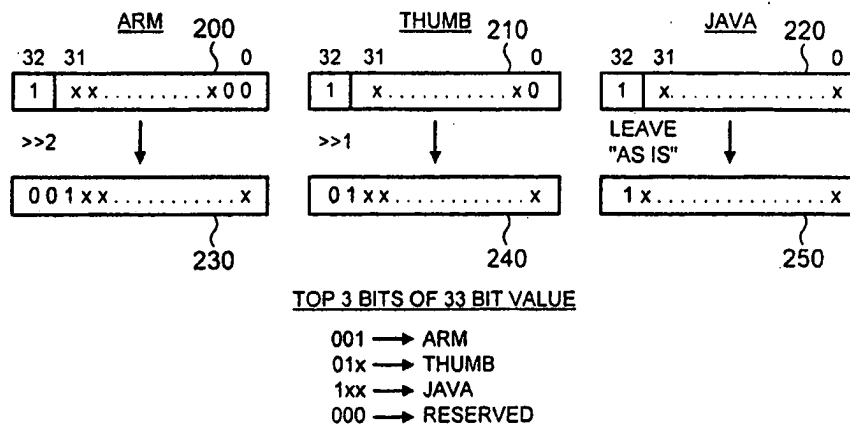 ARM 200 THUMB 210 JAVA 220
32 31 0 32 31 0 32 31 0
1 xx..........x00 1 x............x0 1 x..............x
>>2 >>1 LEAVE "AS IS"
001xx...........x 01xx............x 1x................x
230 240 250
TOP 3 BITS OF 33 BIT VALUE
001 → ARM
01x → THUMB
1xx → JAVA
000 → RESERVED